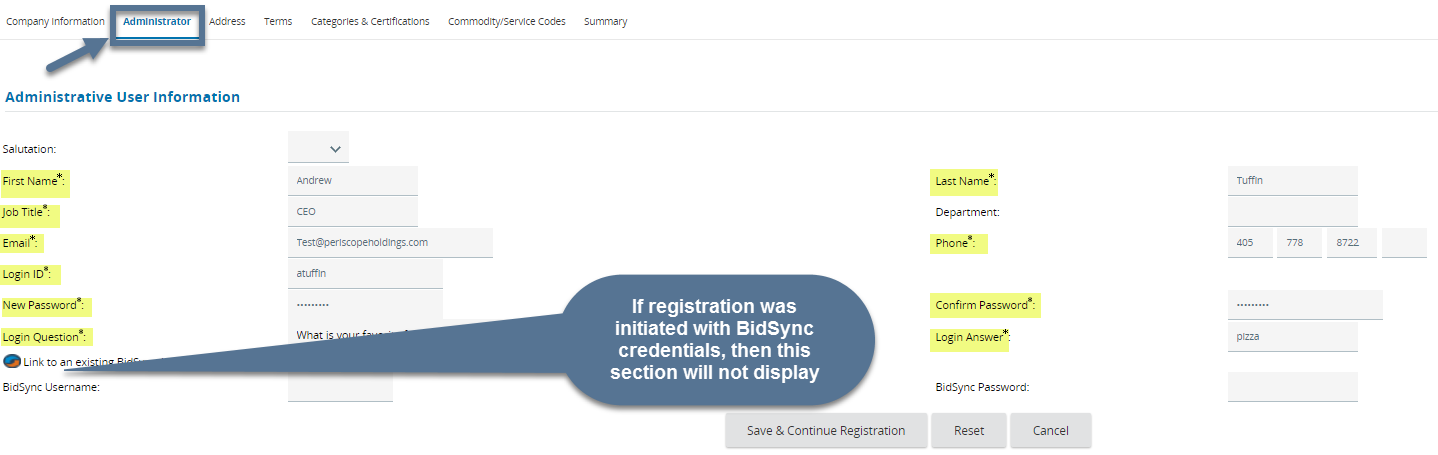 Company Information Administrator Address Terms Categories & Certifications Commodity/Service Codes Summary
Administrative User Information
Salutation:
First Name*: Andrew Last Name*: Tuffin
Job Title*: CEO Department:
Email*: Test@periscopeholdings.com Phone*: 405 778 8722
Login ID*: atuffin
New Password*: ••••••••• Confirm Password*: •••••••••
Login Question*: What is your Login Answer*: pizza
Link to an existing
BidSync Username: BidSync Password:
If registration was
initiated with BidSync
credentials, then this
section will not display
Save & Continue Registration Reset Cancel